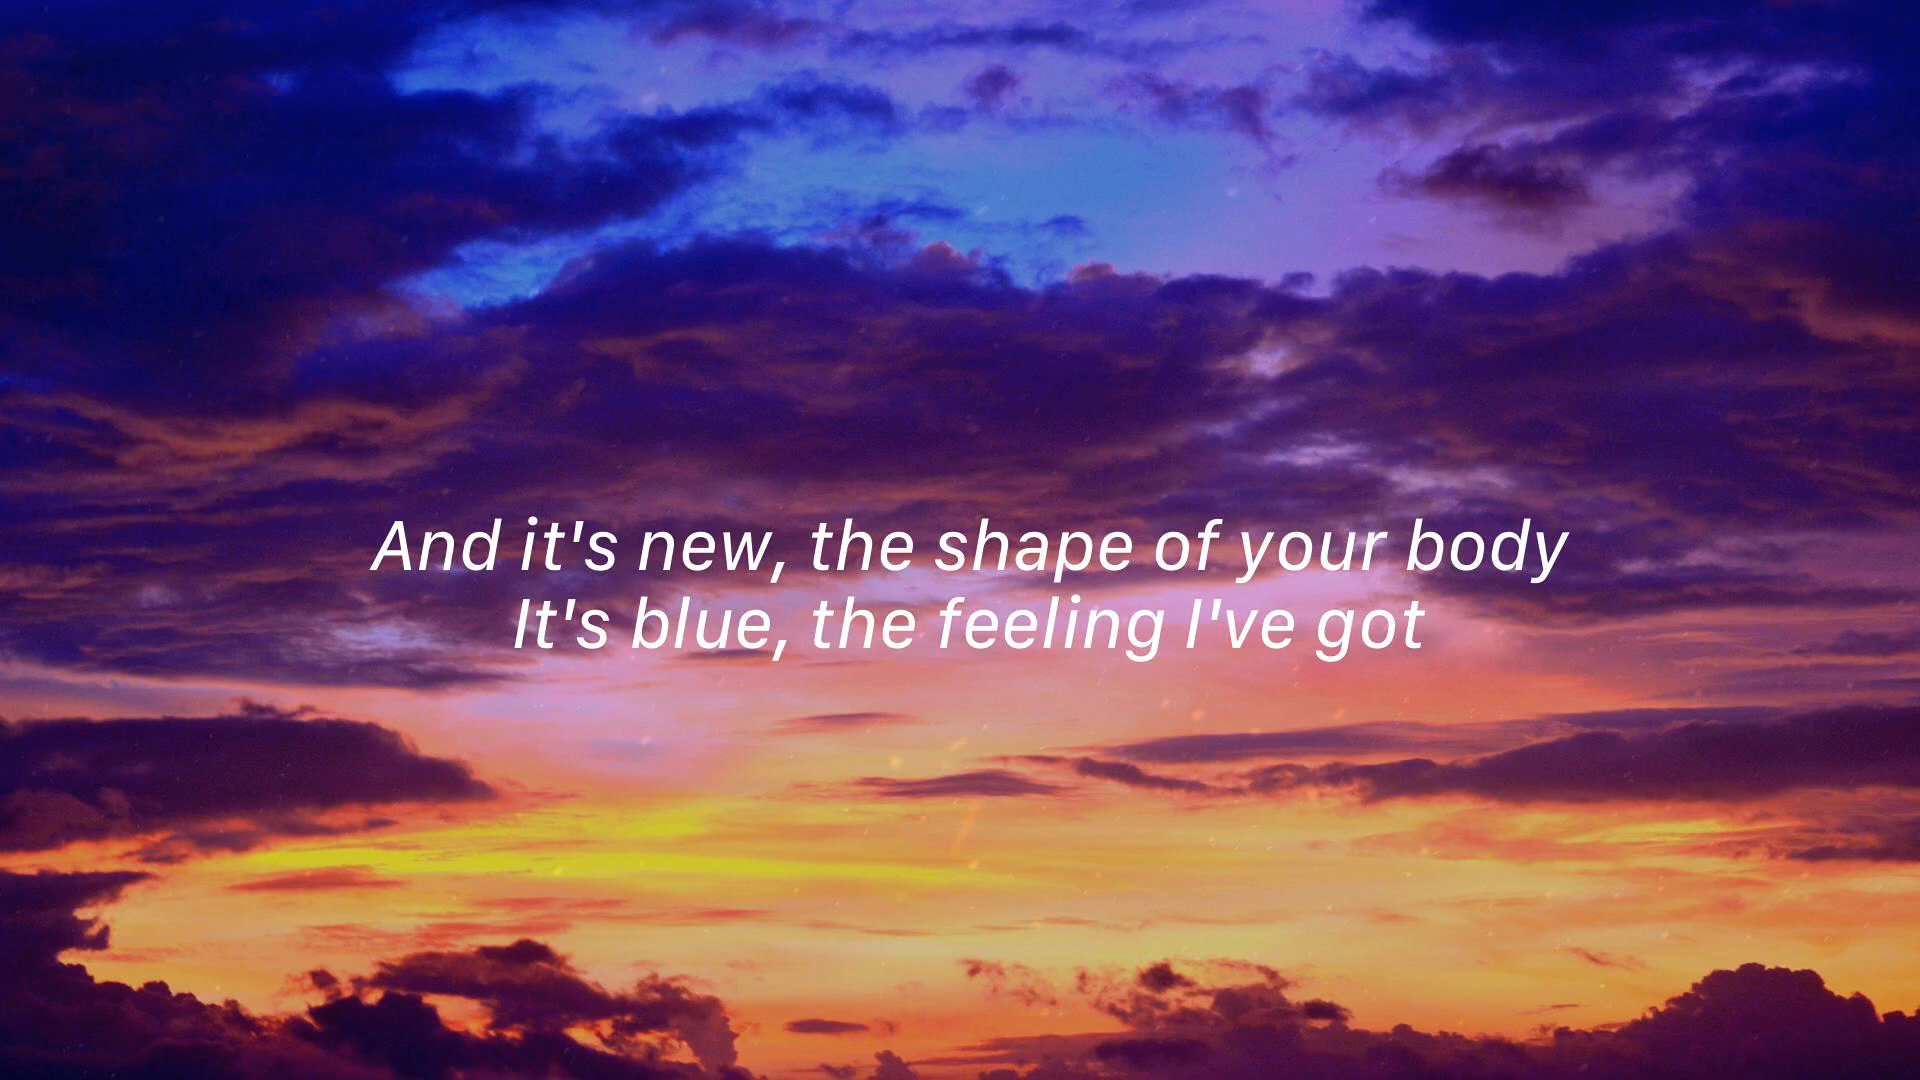 And it's new, the shape of your body
It's blue, the feeling I've got